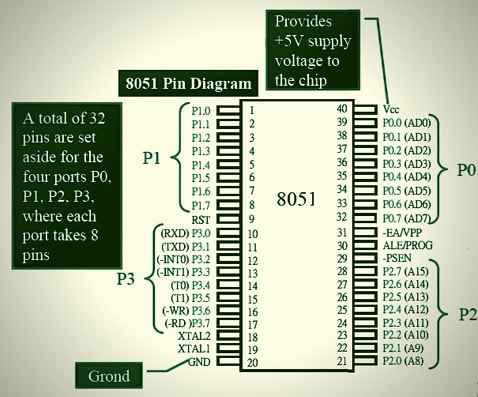 Provides
+5V supply
voltage to
the chip
8051 Pin Diagram
A total of 32
pins are set
aside for the
four ports P0,
P1, P2, P3,
where each
port takes 8
pins
P1
P3
P0
P2
8051
P1.0 1 40 Vcc
P1.1 2 39 P0.0 (AD0)
P1.2 3 38 P0.1 (AD1)
P1.3 4 37 P0.2 (AD2)
P1.4 5 36 P0.3 (AD3)
P1.5 6 35 P0.4 (AD4)
P1.6 7 34 P0.5 (AD5)
P1.7 8 33 P0.6 (AD6)
RST 9 32 P0.7 (AD7)
(RXD) P3.0 10 31 -EA/VPP
(TXD) P3.1 11 30 ALE/PROG
(-INT0) P3.2 12 29 -PSEN
(-INT1) P3.3 13 28 P2.7 (A15)
(T0) P3.4 14 27 P2.6 (A14)
(T1) P3.5 15 26 P2.5 (A13)
(-WR) P3.6 16 25 P2.4 (A12)
(-RD )P3.7 17 24 P2.3 (A11)
XTAL2 18 23 P2.2 (A10)
XTAL1 19 22 P2.1 (A9)
GND 20 21 P2.0 (A8)
Grond